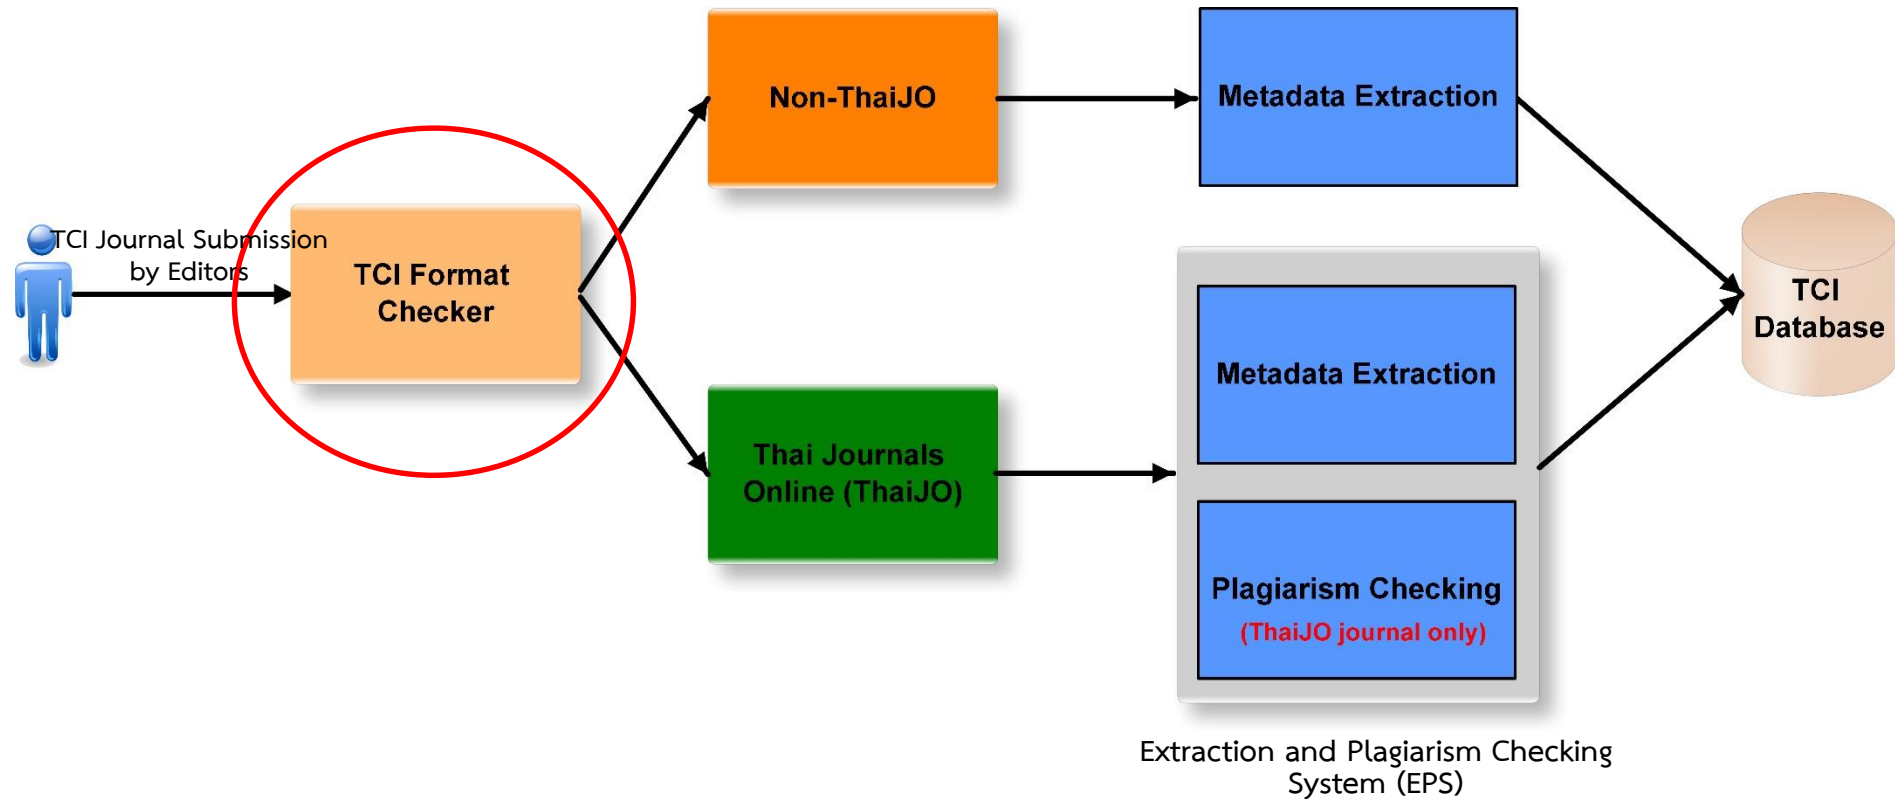 TCI Journal Submission
by Editors
TCI Format
Checker
Non-ThaiJO
Metadada Extraction
Thai Journals
Online (ThaiJO)
Metadata Extraction
Plagiarism Checking
(ThaiJO journal only)
Extraction and Plagiarism Checking
System (EPS)
TCI
Database